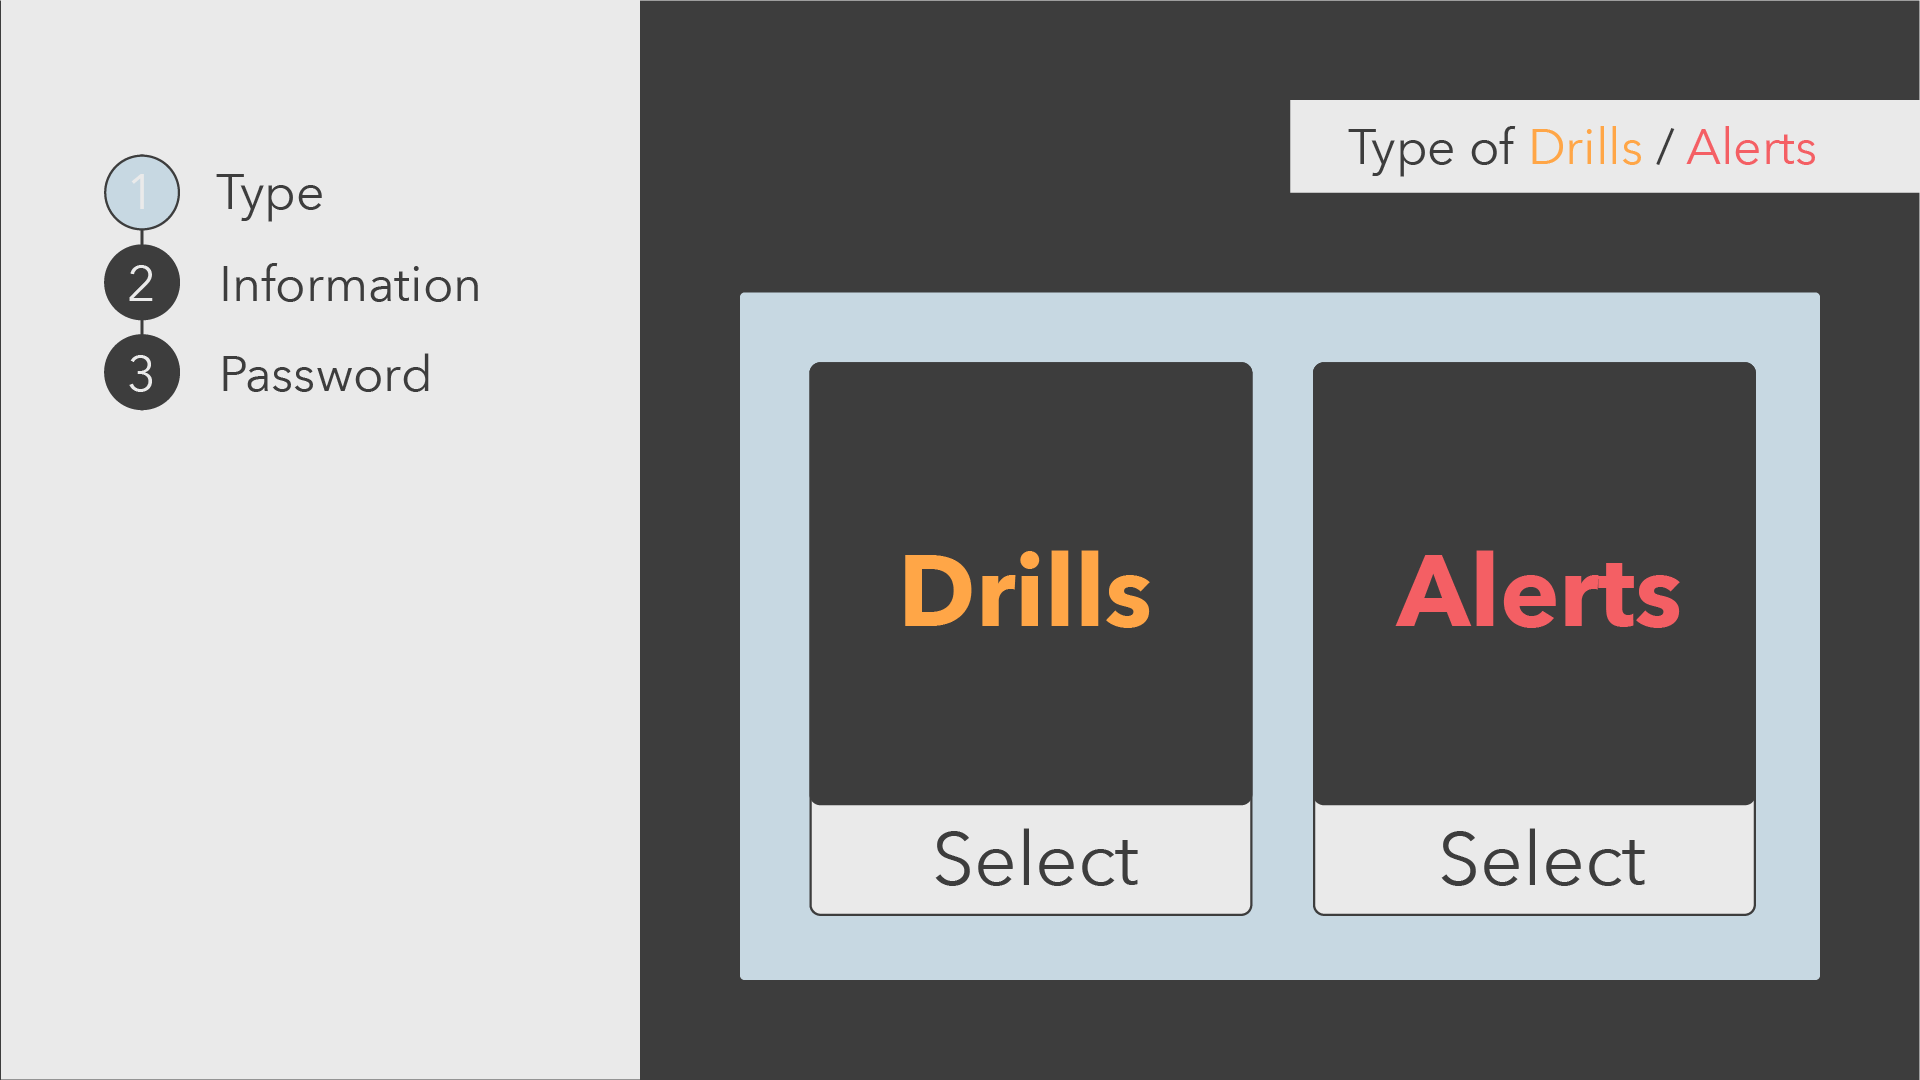 1 Type
2 Information
3 Password
Type of Drills / Alerts
Drills
Select
Alerts
Select